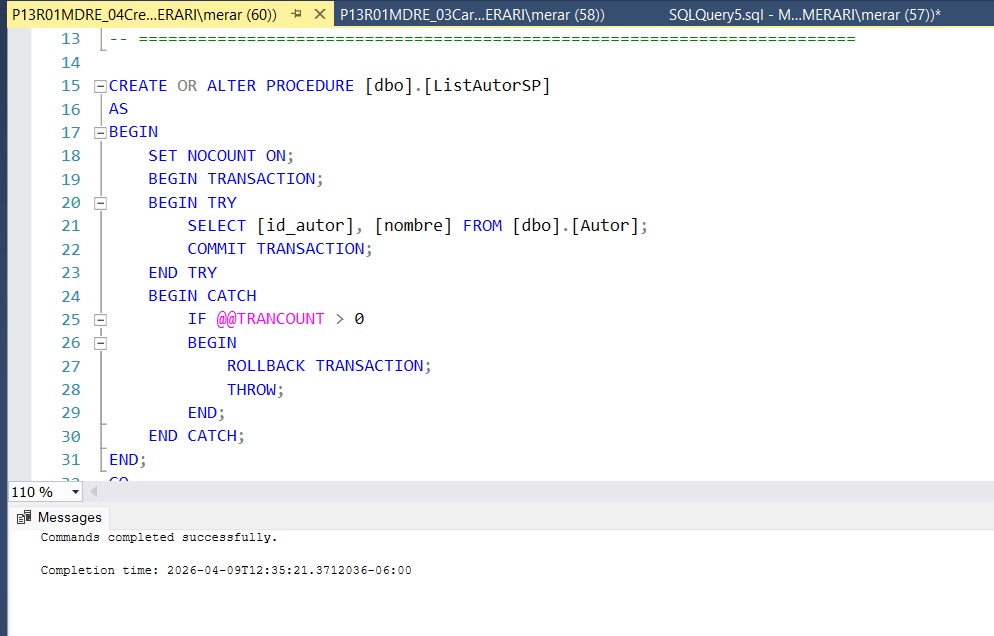 P13R01MDRE_04Cre...ERARI\merar (60)) P13R01MDRE_03Car...ERARI\merar (58)) SQLQuery5.sql - M...MERARI\merar (57))*
13 -- =========================================================================
14
15 CREATE OR ALTER PROCEDURE [dbo].[ListAutorSP]
16 AS
17 BEGIN
18 SET NOCOUNT ON;
19 BEGIN TRANSACTION;
20 BEGIN TRY
21 SELECT [id_autor], [nombre] FROM [dbo].[Autor];
22 COMMIT TRANSACTION;
23 END TRY
24 BEGIN CATCH
25 IF @@TRANCOUNT > 0
26 BEGIN
27 ROLLBACK TRANSACTION;
28 THROW;
29 END;
30 END CATCH;
31 END;
32 GO
110 %
Messages
Commands completed successfully.
Completion time: 2026-04-09T12:35:21.3712036-06:00